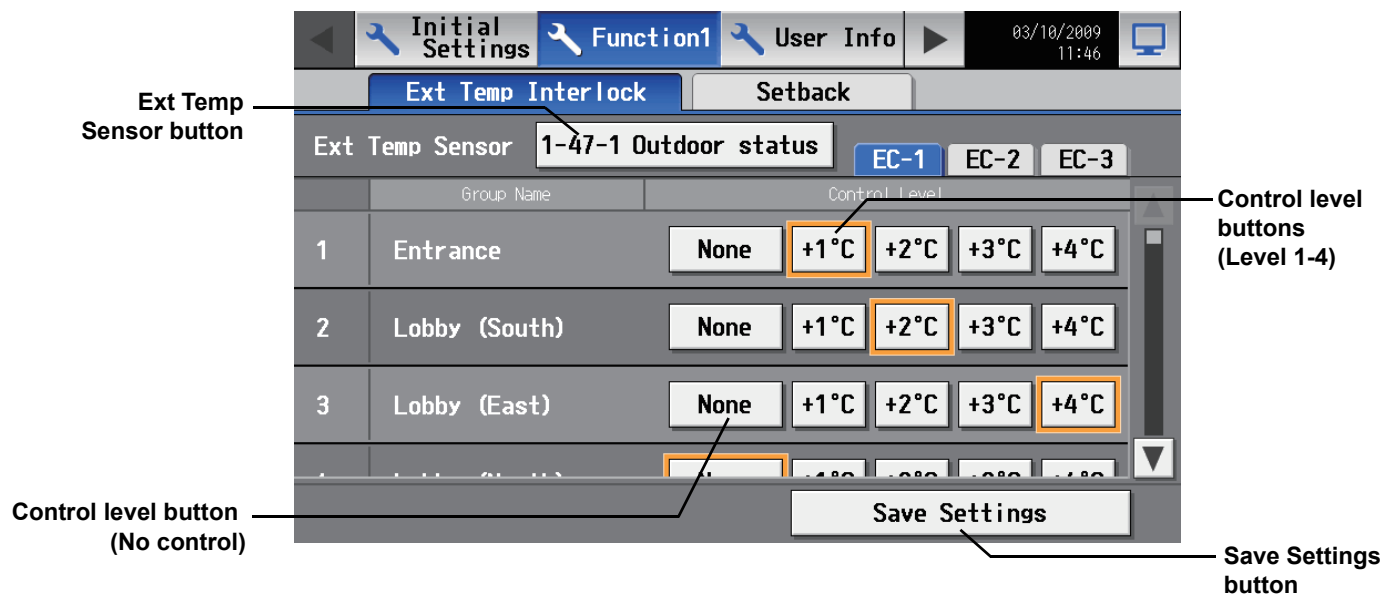 Initial
Settings
Function1
User Info
03/10/2009
11:46
Ext Temp Interlock
Setback
Ext Temp
Sensor button
Ext Temp Sensor
1-47-1 Outdoor status
EC-1
EC-2
EC-3
Group Name
Control Level
Control level
buttons
(Level 1-4)
1 Entrance None +1°C +2°C +3°C +4°C
2 Lobby (South) None +1°C +2°C +3°C +4°C
3 Lobby (East) None +1°C +2°C +3°C +4°C
Control level button
(No control)
Save Settings
Save Settings
button